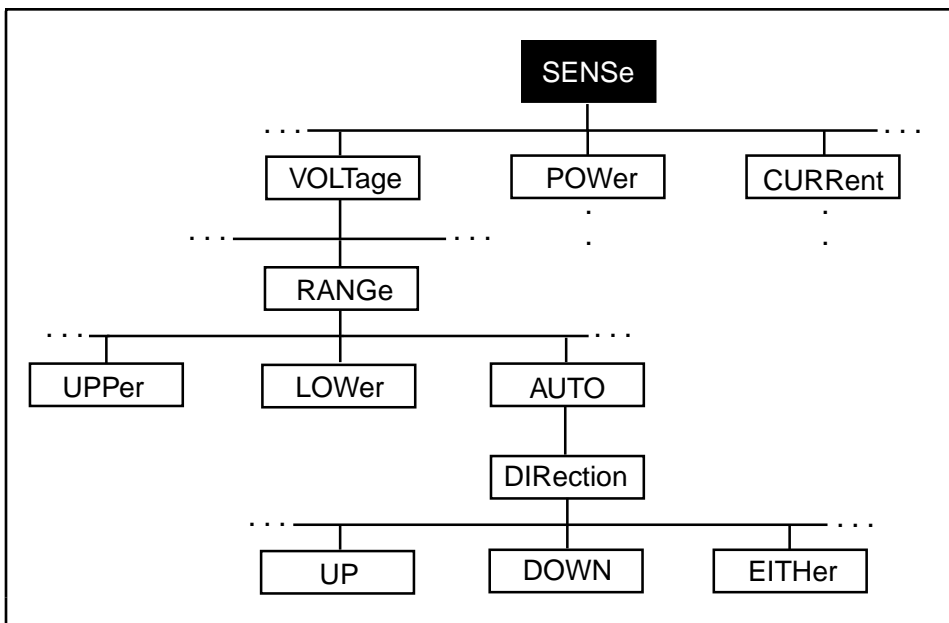 SENSe
. . . . . .
VOLTage POWer CURRent
. .
. . . . . . . .
RANGe
. . . . . .
UPPer LOWer AUTO
DIRection
. . . . . .
UP DOWN EITHer